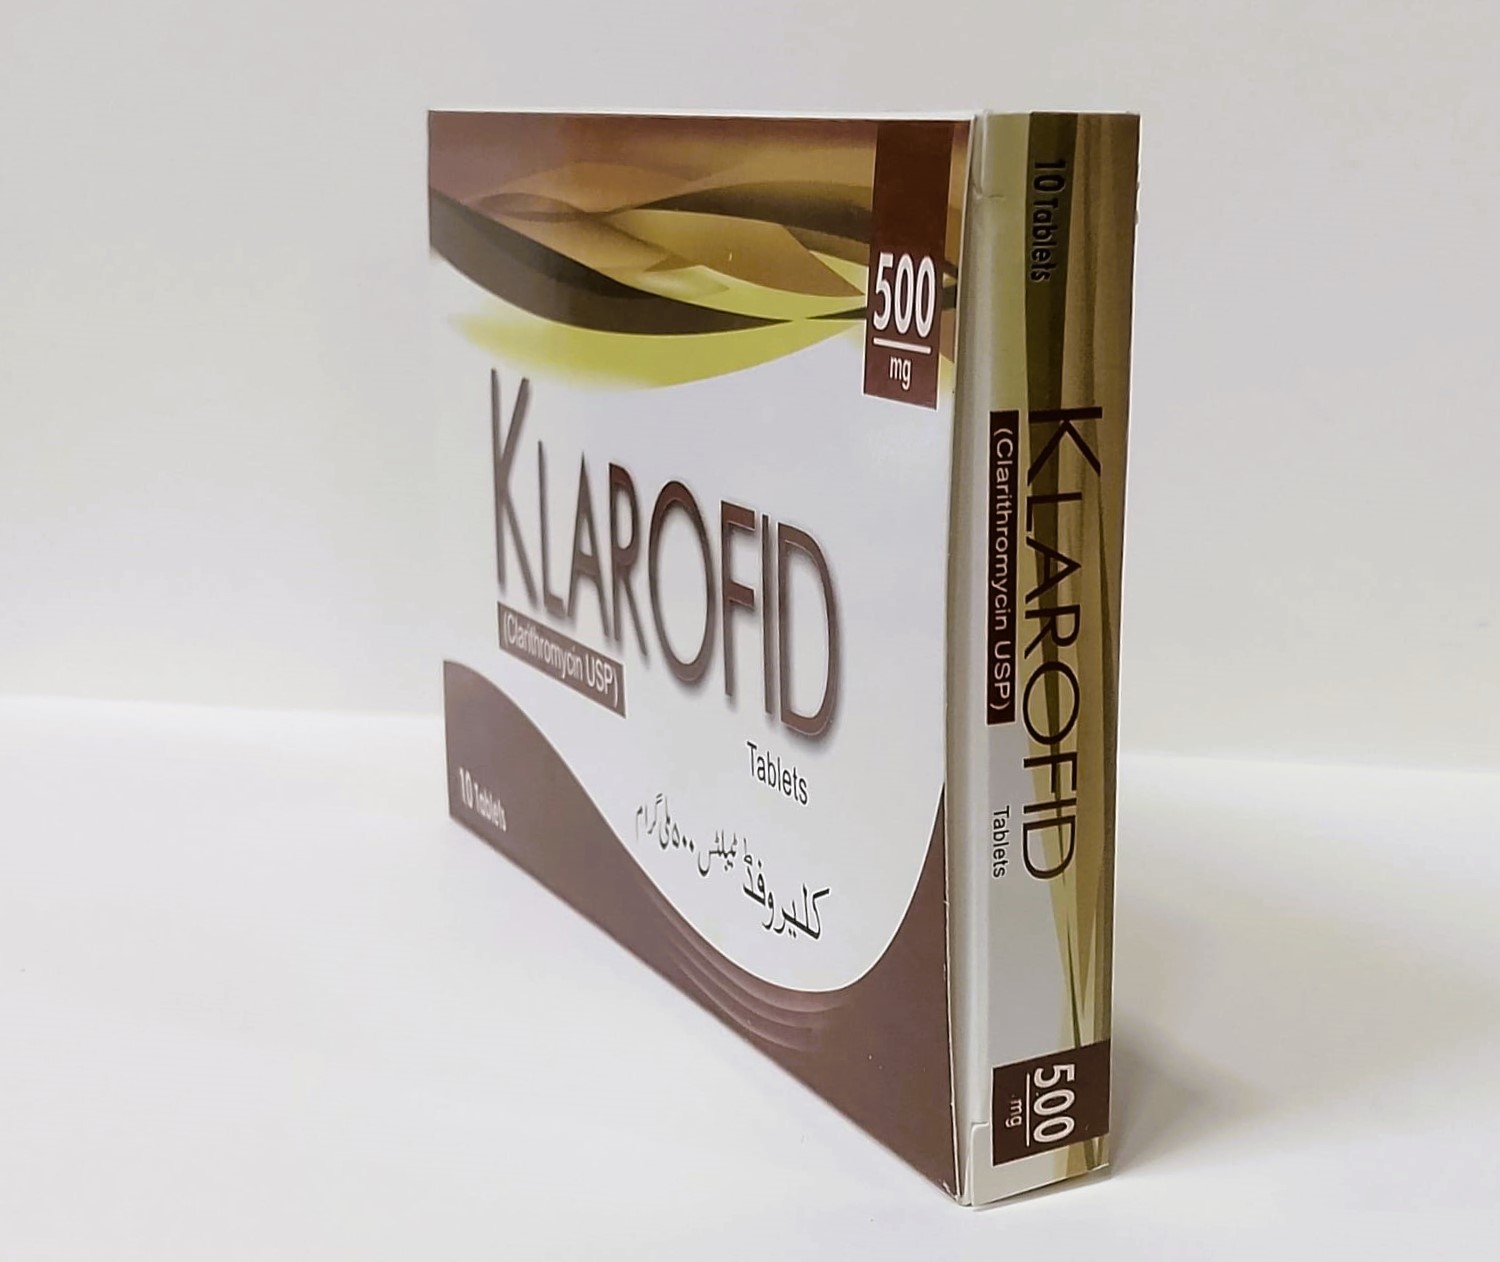 500
mg
KLAROFID
(Clarithromycin USP)
Tablets
کلیروفڈ ٹیبلٹس ۵۰۰ ملی گرام
10 Tablets
10 Tablets
KLAROFID
(Clarithromycin USP)
Tablets
500
mg